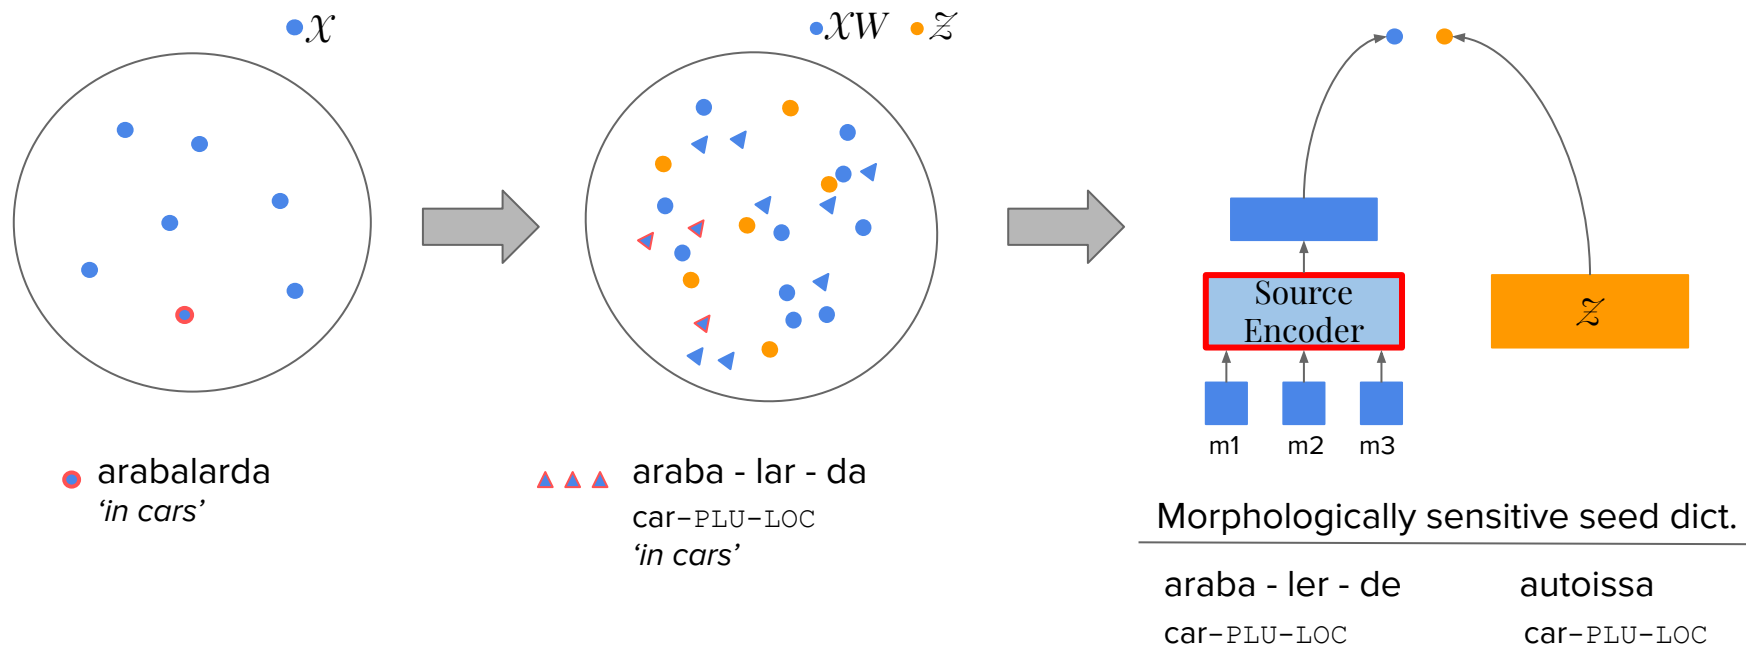 𝒳
𝒳W 𝒵
Source
Encoder
𝒵
m1 m2 m3
arabalarda
‘in cars’
araba - lar - da
car-PLU-LOC
‘in cars’
Morphologically sensitive seed dict.
araba - ler - de autoissa
car-PLU-LOC car-PLU-LOC